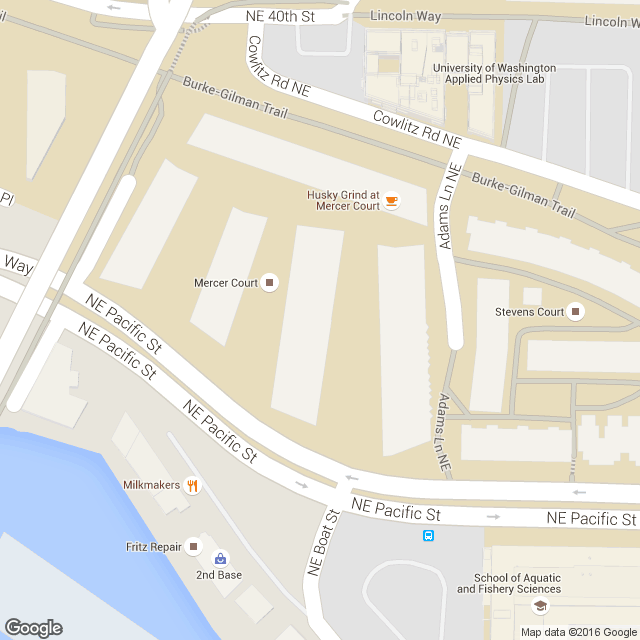 NE 40th St
Lincoln Way
Lincoln W
Cowlitz Rd NE
University of Washington
Applied Physics Lab
Burke-Gilman Trail
Cowlitz Rd NE
Burke-Gilman Trail
Husky Grind at
Mercer Court
Adams Ln NE
Pl
Way
Mercer Court
Stevens Court
NE Pacific St
NE Pacific St
NE Pacific St
Adams Ln NE
Milkmakers
NE Pacific St
NE Pacific St
NE Boat St
Fritz Repair
2nd Base
School of Aquatic
and Fishery Sciences
Google
Map data ©2016 Google